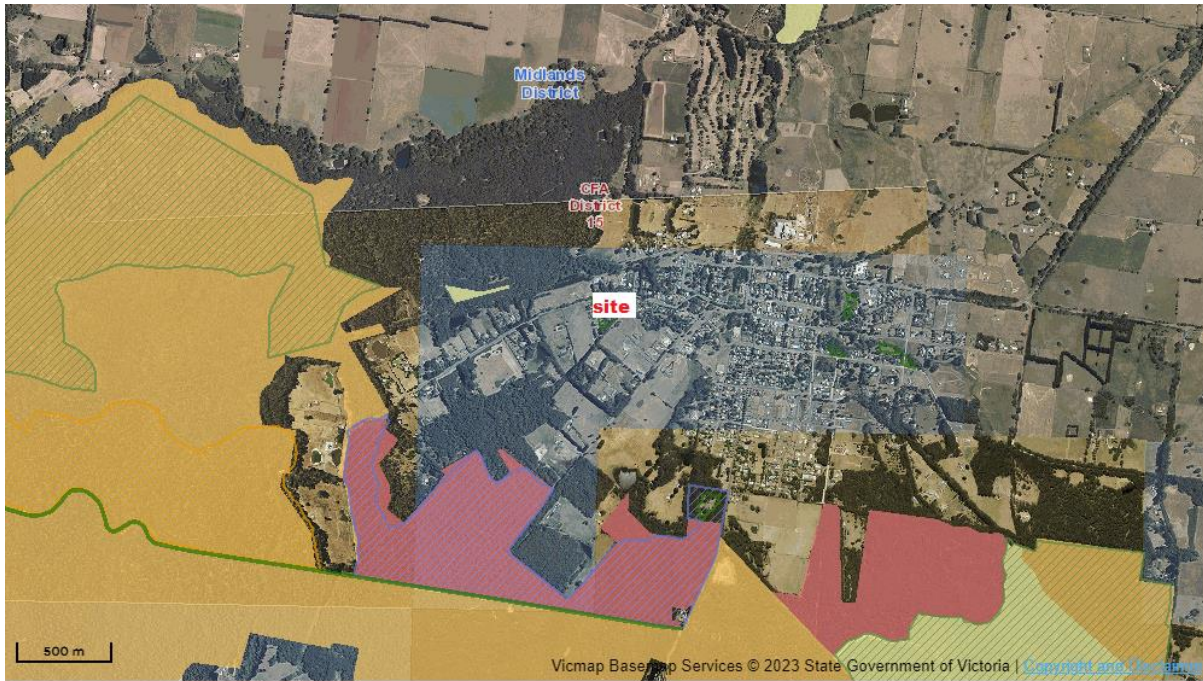 Midlands
District
CFA
District
15
site
500 m
Vicmap Basemap Services © 2023 State Government of Victoria | Copyright and Disclaimer